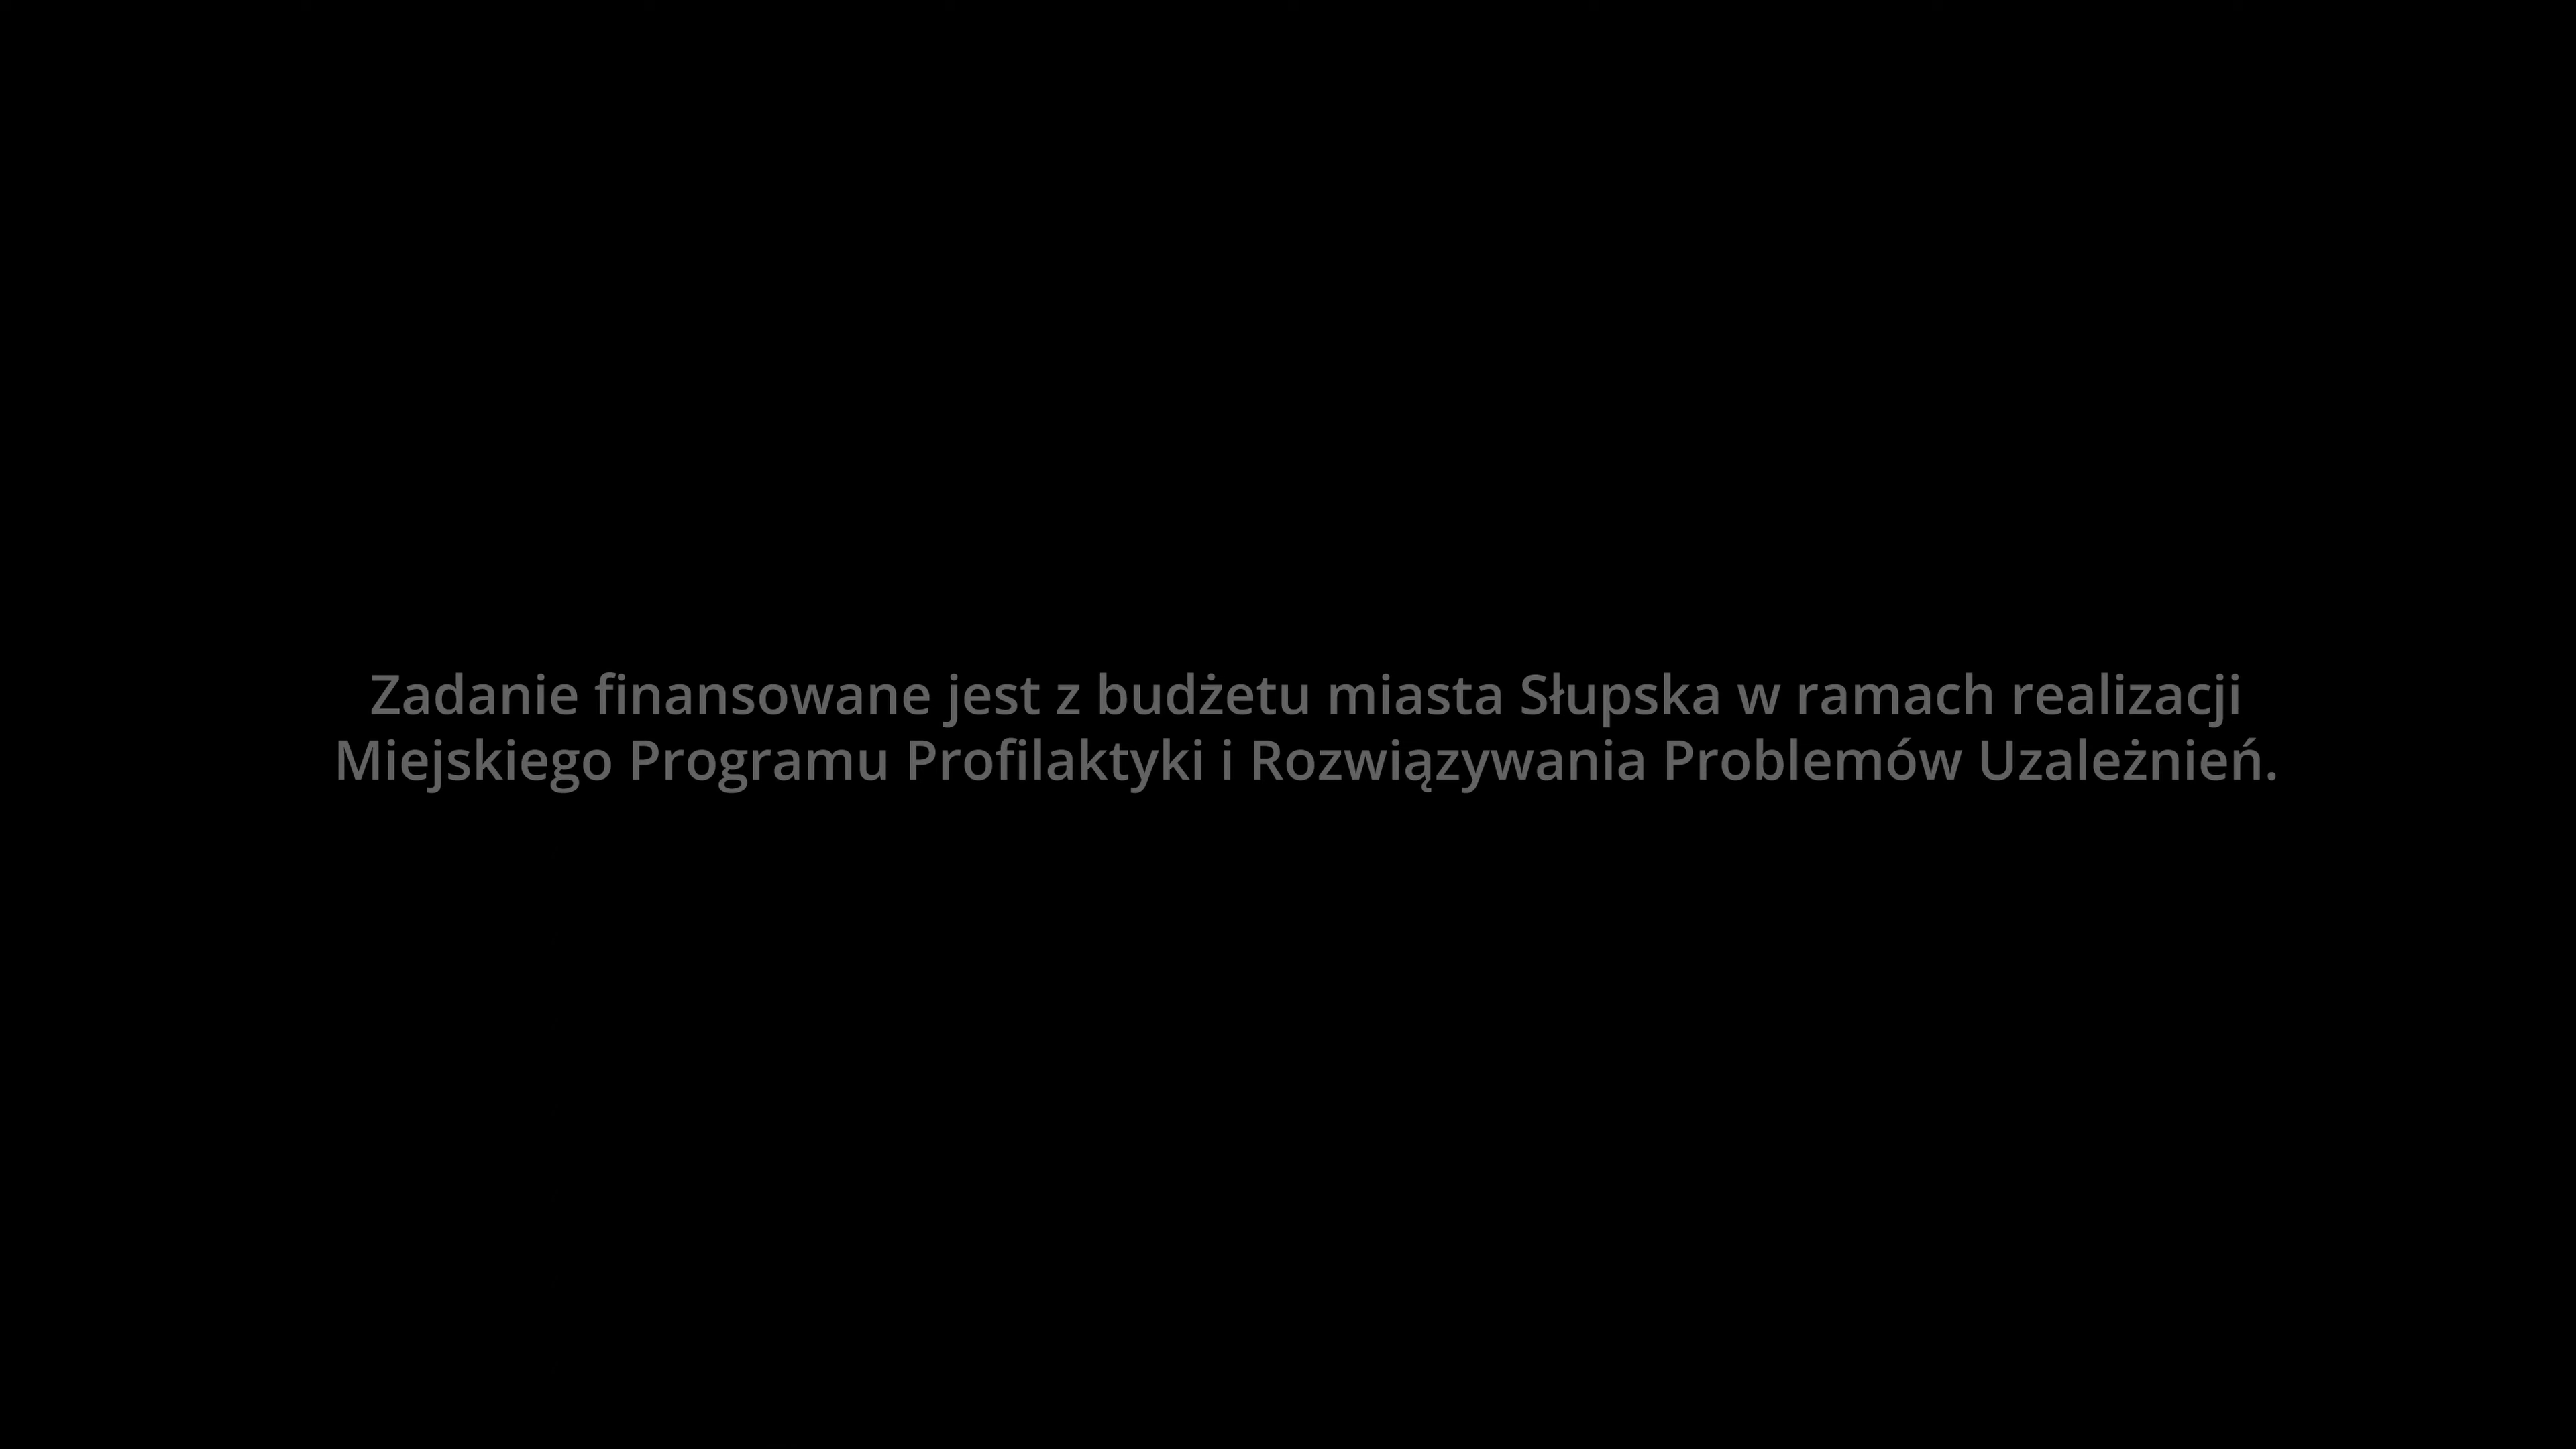 Zadanie finansowane jest z budżetu miasta Słupska w ramach realizacji
Miejskiego Programu Profilaktyki i Rozwiązywania Problemów Uzależnień.